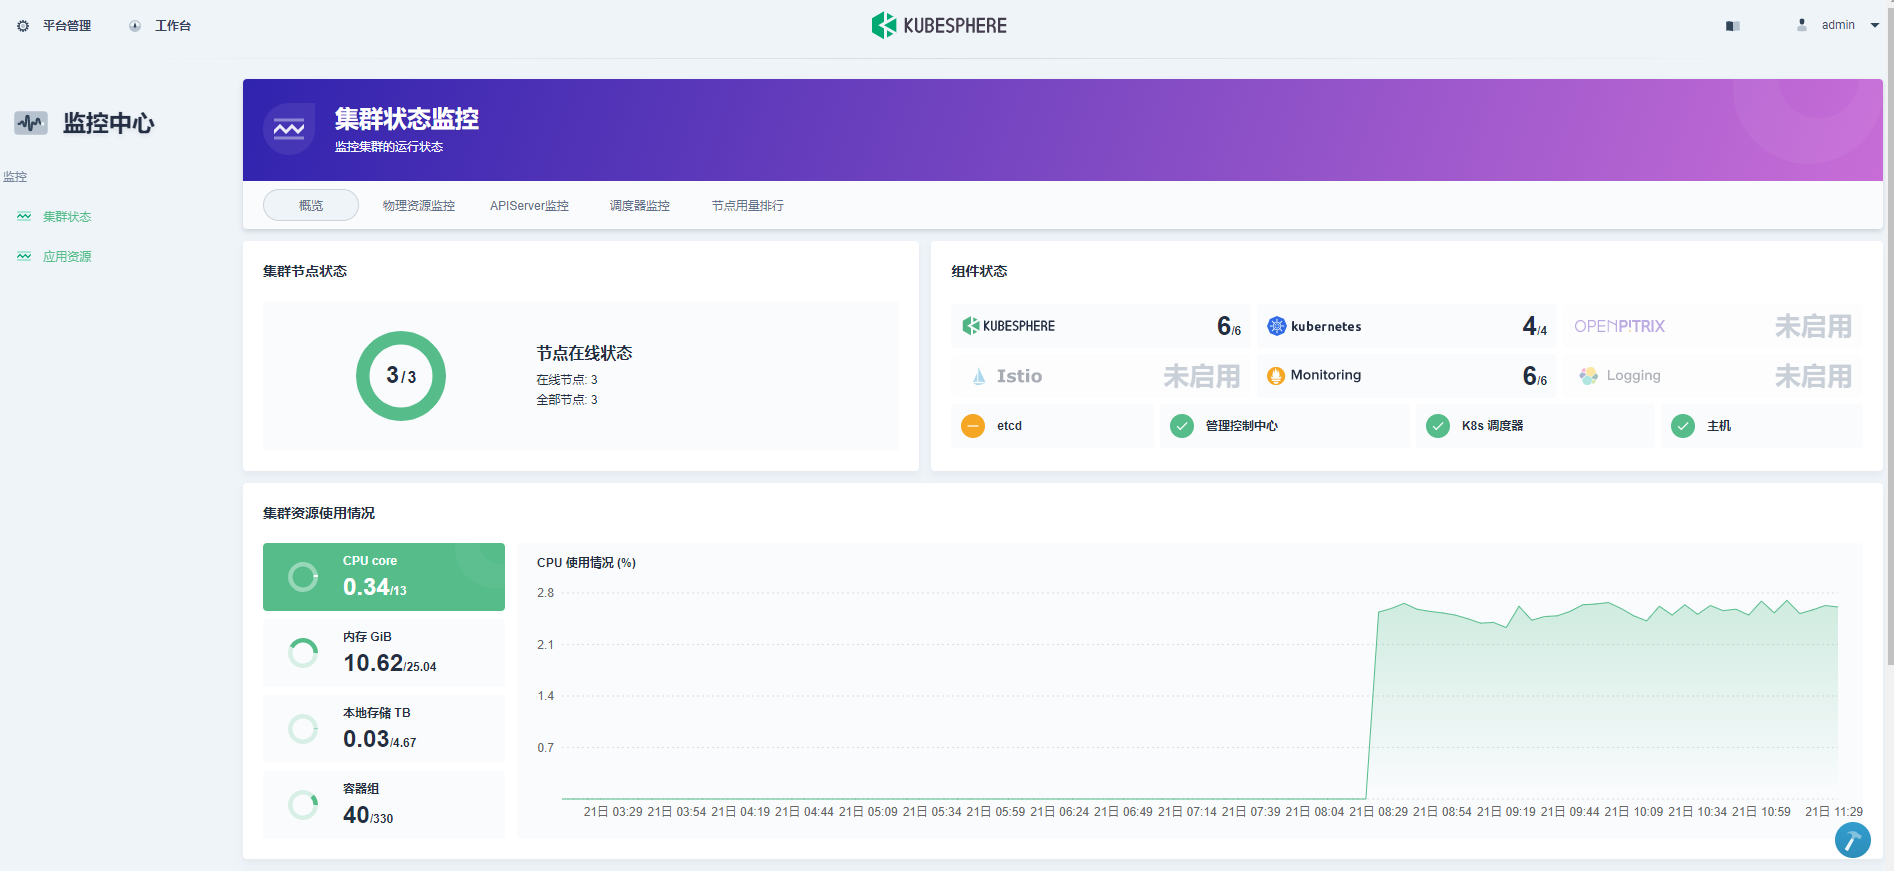 平台管理
工作台
KUBESPHERE
admin
监控中心
监控
集群状态
应用资源
集群状态监控
监控集群的运行状态
概览
物理资源监控
APIServer监控
调度器监控
节点用量排行
集群节点状态
3/3
节点在线状态
在线节点: 3
全部节点: 3
组件状态
KUBESPHERE 6/6
kubernetes 4/4
OPENPITRIX 未启用
Istio 未启用
Monitoring 6/6
Logging 未启用
etcd
管理控制中心
K8s 调度器
主机
集群资源使用情况
CPU core
0.34/13
内存 GiB
10.62/25.04
本地存储 TB
0.03/4.67
容器组
40/330
CPU 使用情况 (%)
2.8
2.1
1.4
0.7
21日 03:29 21日 03:54 21日 04:19 21日 04:44 21日 05:09 21日 05:34 21日 05:59 21日 06:24 21日 06:49 21日 07:14 21日 07:39 21日 08:04 21日 08:29 21日 08:54 21日 09:19 21日 09:44 21日 10:09 21日 10:34 21日 10:59 21日 11:29